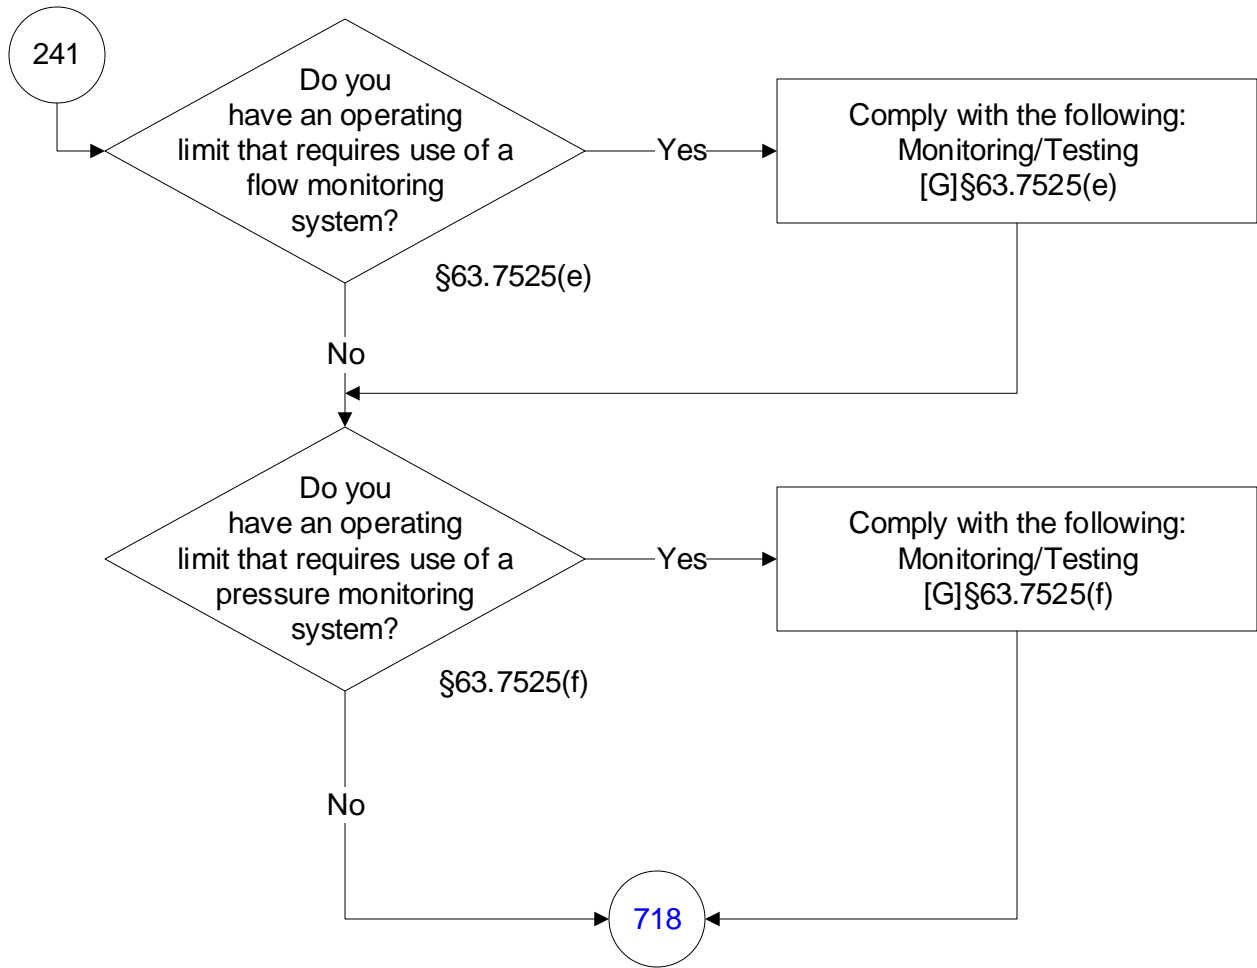 241
Do you
have an operating
limit that requires use of a
flow monitoring
system?
Yes
Comply with the following:
Monitoring/Testing
[G]§63.7525(e)
§63.7525(e)
No
Do you
have an operating
limit that requires use of a
pressure monitoring
system?
Yes
Comply with the following:
Monitoring/Testing
[G]§63.7525(f)
§63.7525(f)
No
718